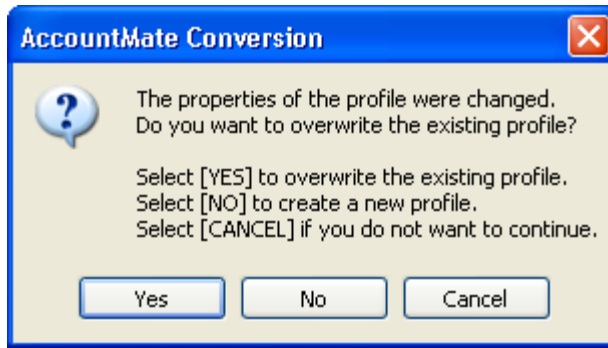 AccountMate Conversion
The properties of the profile were changed.
Do you want to overwrite the existing profile?
Select [YES] to overwrite the existing profile.
Select [NO] to create a new profile.
Select [CANCEL] if you do not want to continue.
Yes No Cancel